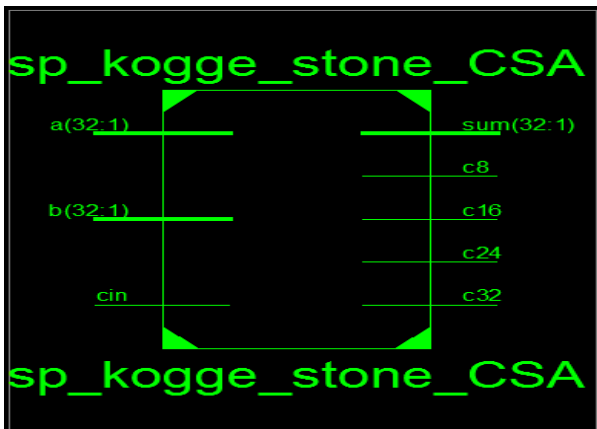 sp_kogge_stone_CSA
a(32:1)
sum(32:1)
c8
b(32:1)
c16
c24
cin
c32
sp_kogge_stone_CSA